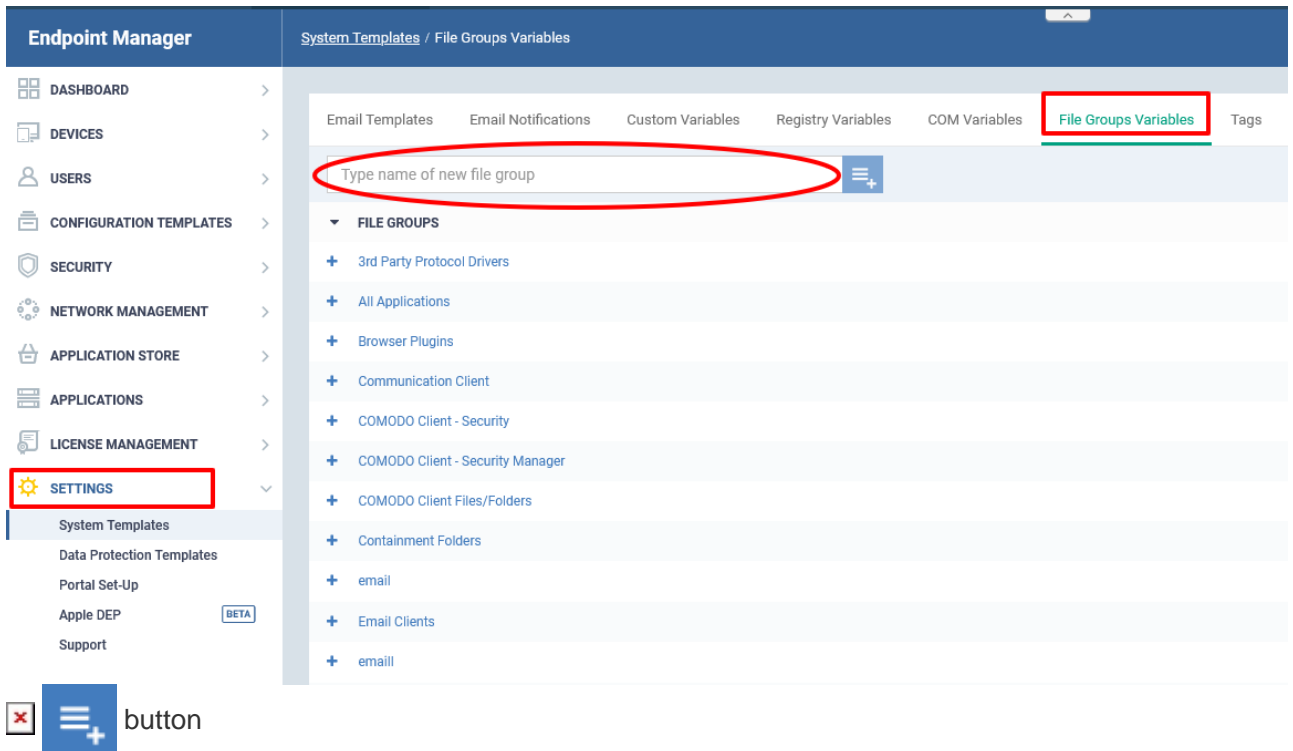 Endpoint Manager
System Templates / File Groups Variables
DASHBOARD
DEVICES
USERS
CONFIGURATION TEMPLATES
SECURITY
NETWORK MANAGEMENT
APPLICATION STORE
APPLICATIONS
LICENSE MANAGEMENT
SETTINGS
System Templates
Data Protection Templates
Portal Set-Up
Apple DEP BETA
Support
Email Templates Email Notifications Custom Variables Registry Variables COM Variables File Groups Variables Tags
Type name of new file group
FILE GROUPS
3rd Party Protocol Drivers
All Applications
Browser Plugins
Communication Client
COMODO Client - Security
COMODO Client - Security Manager
COMODO Client Files/Folders
Containment Folders
email
Email Clients
emaill
button